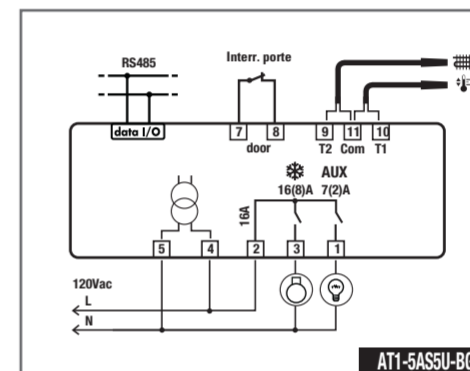 RS485
Interr. porte
data I/O
7 8
9 11 10
door
T2 Com T1
AUX
16(8)A 7(2)A
16A
5 4 2 3 1
120Vac
L
N
AT1-5AS5U-BG